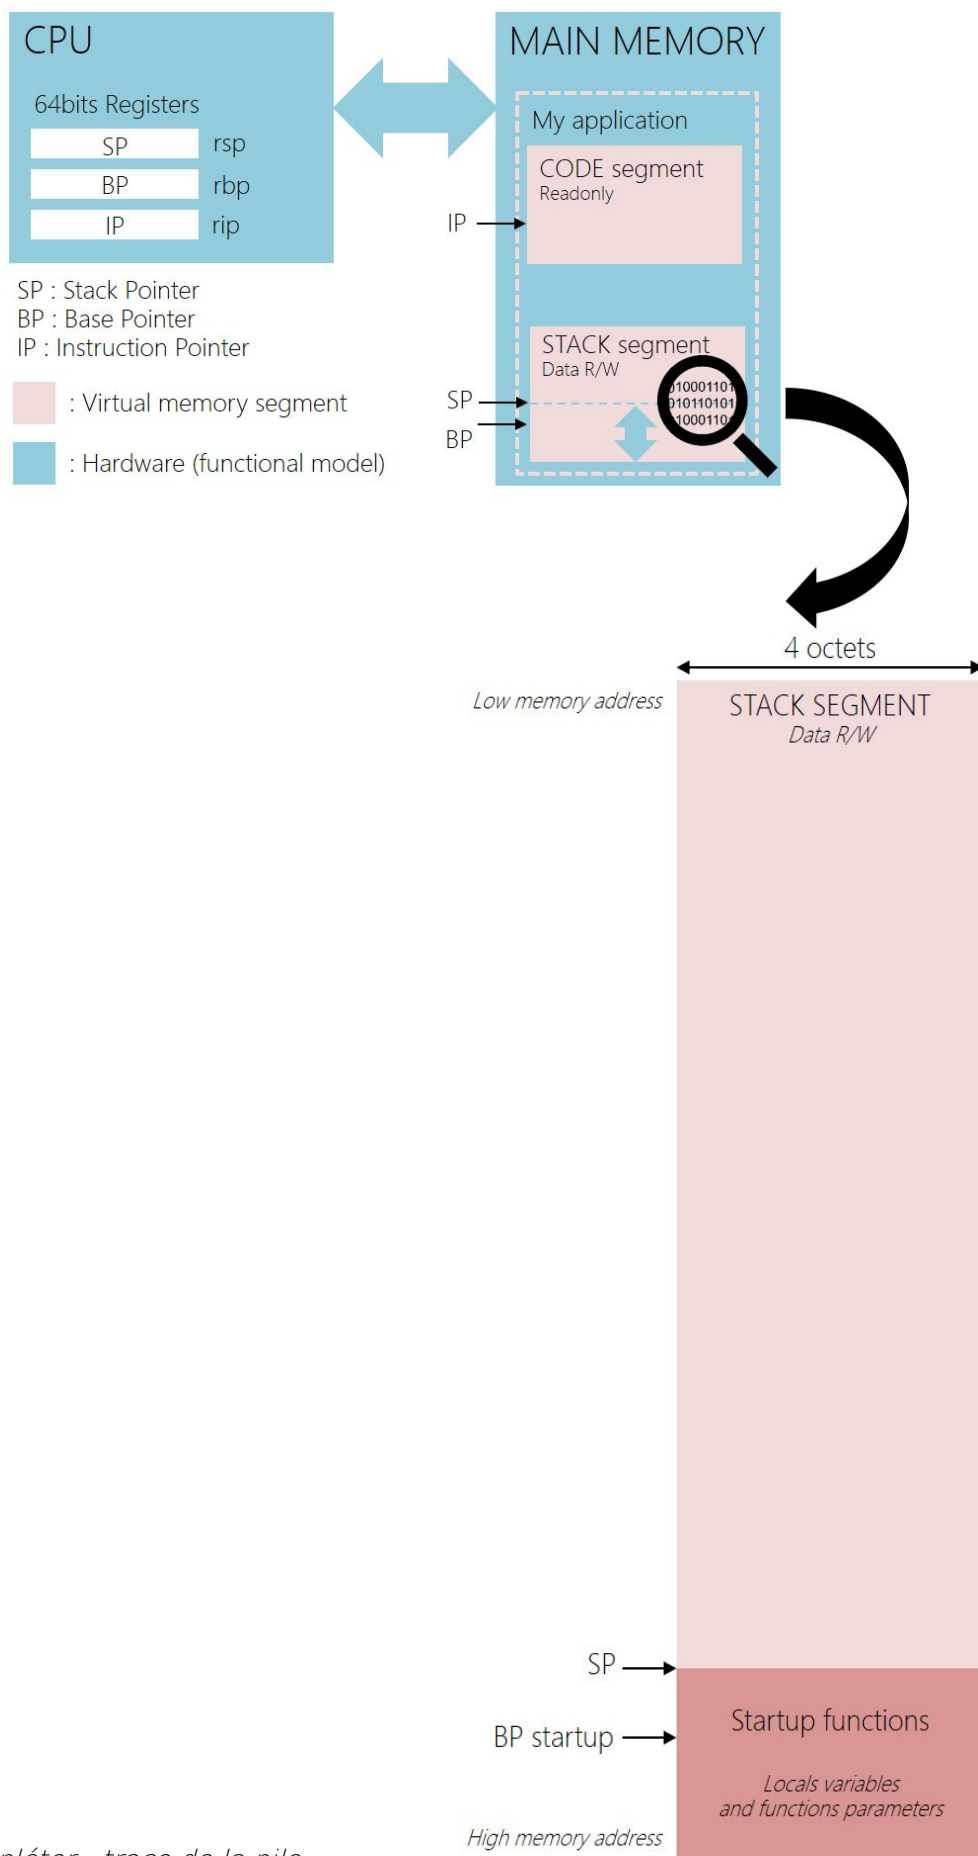 CPU
64bits Registers
SP rsp
BP rbp
IP rip
SP : Stack Pointer
BP : Base Pointer
IP : Instruction Pointer
: Virtual memory segment
: Hardware (functional model)
MAIN MEMORY
My application
CODE segment
Readonly
IP
STACK segment
Data R/W
SP
BP
4 octets
Low memory address
STACK SEGMENT
Data R/W
SP
Startup functions
BP startup
Locals variables
and functions parameters
High memory address